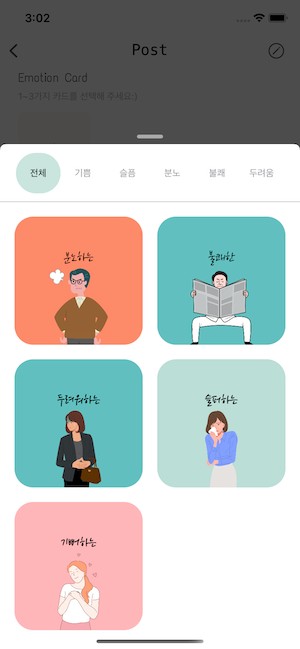 3:02
Post
Emotion Card
1~3가지 카드를 선택해 주세요:)
전체 기쁨 슬픔 분노 불쾌 두려움
분노하는 불쾌한
두려워하는 슬퍼하는
기뻐하는